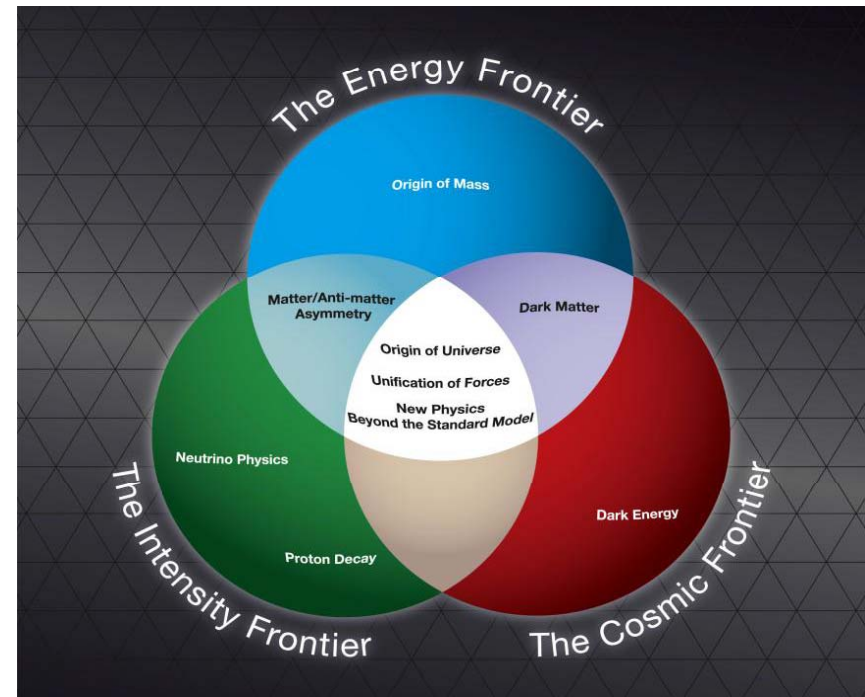 The Energy Frontier
Origin of Mass
Matter/Anti-matter
Asymmetry
Dark Matter
Origin of Universe
Unification of Forces
New Physics
Beyond the Standard Model
Neutrino Physics
Dark Energy
Proton Decay
The Intensity Frontier
The Cosmic Frontier